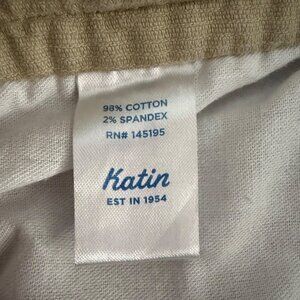 98% COTTON
2% SPANDEX
RN# 145195
Katin
EST IN 1954